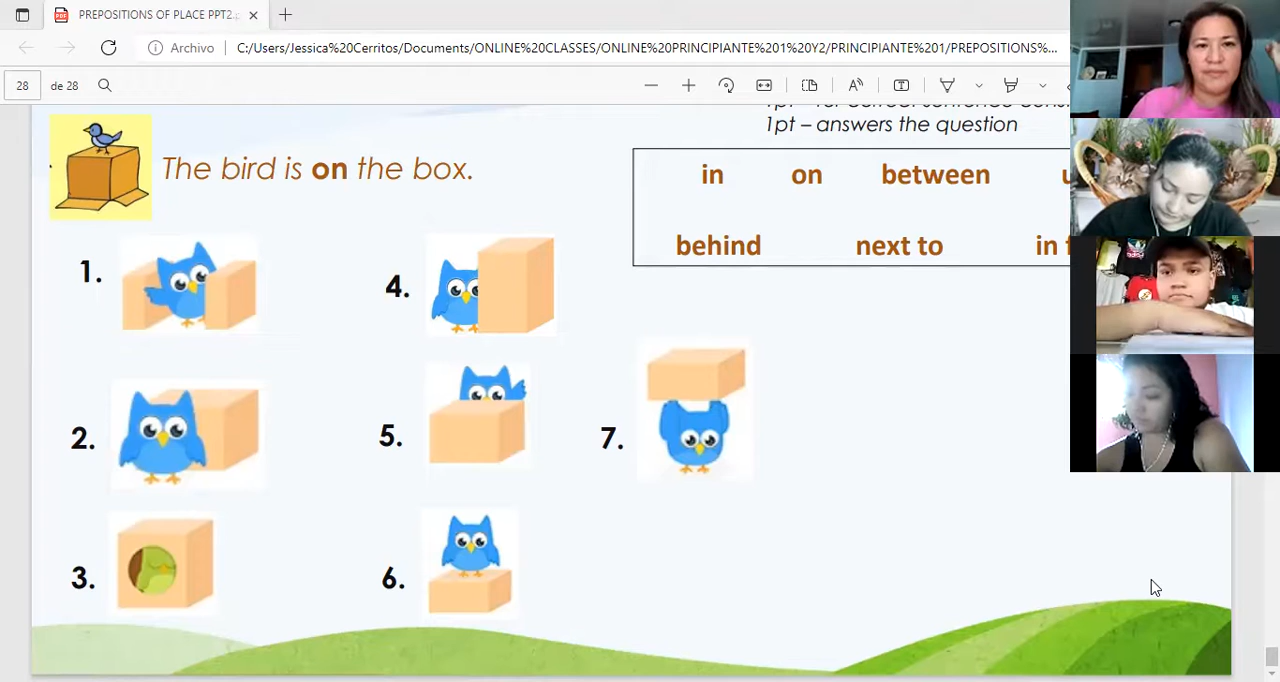 PREPOSITIONS OF PLACE PPT2.
Archivo
C:/Users/Jessica%20Cerritos/Documents/ONLINE%20CLASSES/ONLINE%20PRINCIPIANTE%201%20Y2/PRINCIPIANTE%201/PREPOSITIONS%...
28 de 28
1pt – answers the question
The bird is on the box.
in on between
behind next to in
1.
4.
2.
5.
7.
3.
6.